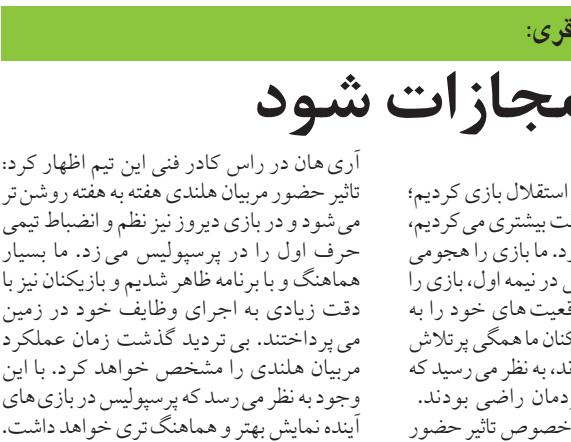 قری:
مجازات شود
استقلال بازی کردیم؛
ت بیشتری می‌کردیم،
د. ما بازی را هجومی
در نیمه اول، بازی را
قعیت های خود را به
کنان ما همگی پرتلاش
ند، به نظر می رسید که
دمان راضی بودند.
خصوص تاثیر حضور
آری هان در راس کادر فنی این تیم اظهار کرد:
تاثیر حضور مربیان هلندی هفته به هفته روشن تر
می شود و در بازی دیروز نیز نظم و انضباط تیمی
حرف اول را در پرسپولیس می زد. ما بسیار
هماهنگ و با برنامه ظاهر شدیم و بازیکنان نیز با
دقت زیادی به اجرای وظایف خود در زمین
می پرداختند. بی تردید گذشت زمان عملکرد
مربیان هلندی را مشخص خواهد کرد. با این
وجود به نظر می رسد که پرسپولیس در بازی های
آینده نمایش بهتر و هماهنگ تری خواهد داشت.